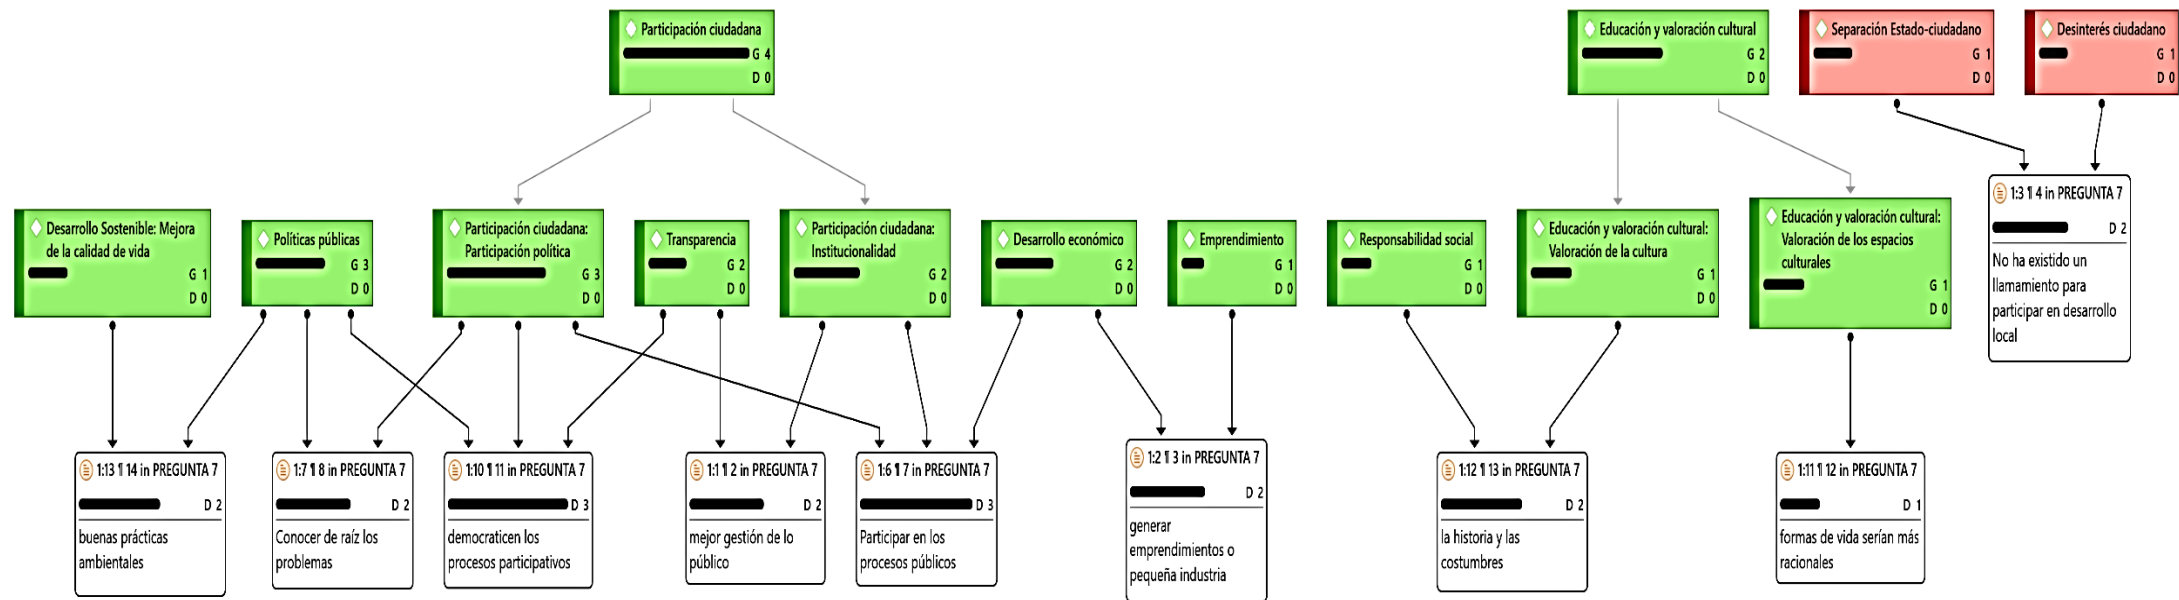 Participación ciudadana
G 4
D 0
Educación y valoración cultural
G 2
D 0
Separación Estado-ciudadano
G 1
D 0
Desinterés ciudadano
G 1
D 0
Desarrollo Sostenible: Mejora
de la calidad de vida
G 1
D 0
Políticas públicas
G 3
D 0
Participación ciudadana:
Participación política
G 3
D 0
Transparencia
G 2
D 0
Participación ciudadana:
Institucionalidad
G 2
D 0
Desarrollo económico
G 2
D 0
Emprendimiento
G 1
D 0
Responsabilidad social
G 1
D 0
Educación y valoración cultural:
Valoración de la cultura
G 1
D 0
Educación y valoración cultural:
Valoración de los espacios
culturales
G 1
D 0
1:3 ¶ 4 in PREGUNTA 7
D 2
No ha existido un
llamamiento para
participar en desarrollo
local
1:13 ¶ 14 in PREGUNTA 7
D 2
buenas prácticas
ambientales
1:7 ¶ 8 in PREGUNTA 7
D 2
Conocer de raíz los
problemas
1:10 ¶ 11 in PREGUNTA 7
D 3
democraticen los
procesos participativos
1:1 ¶ 2 in PREGUNTA 7
D 2
mejor gestión de lo
público
1:6 ¶ 7 in PREGUNTA 7
D 3
Participar en los
procesos públicos
1:2 ¶ 3 in PREGUNTA 7
D 2
generar
emprendimientos o
pequeña industria
1:12 ¶ 13 in PREGUNTA 7
D 2
la historia y las
costumbres
1:11 ¶ 12 in PREGUNTA 7
D 1
formas de vida serían más
racionales